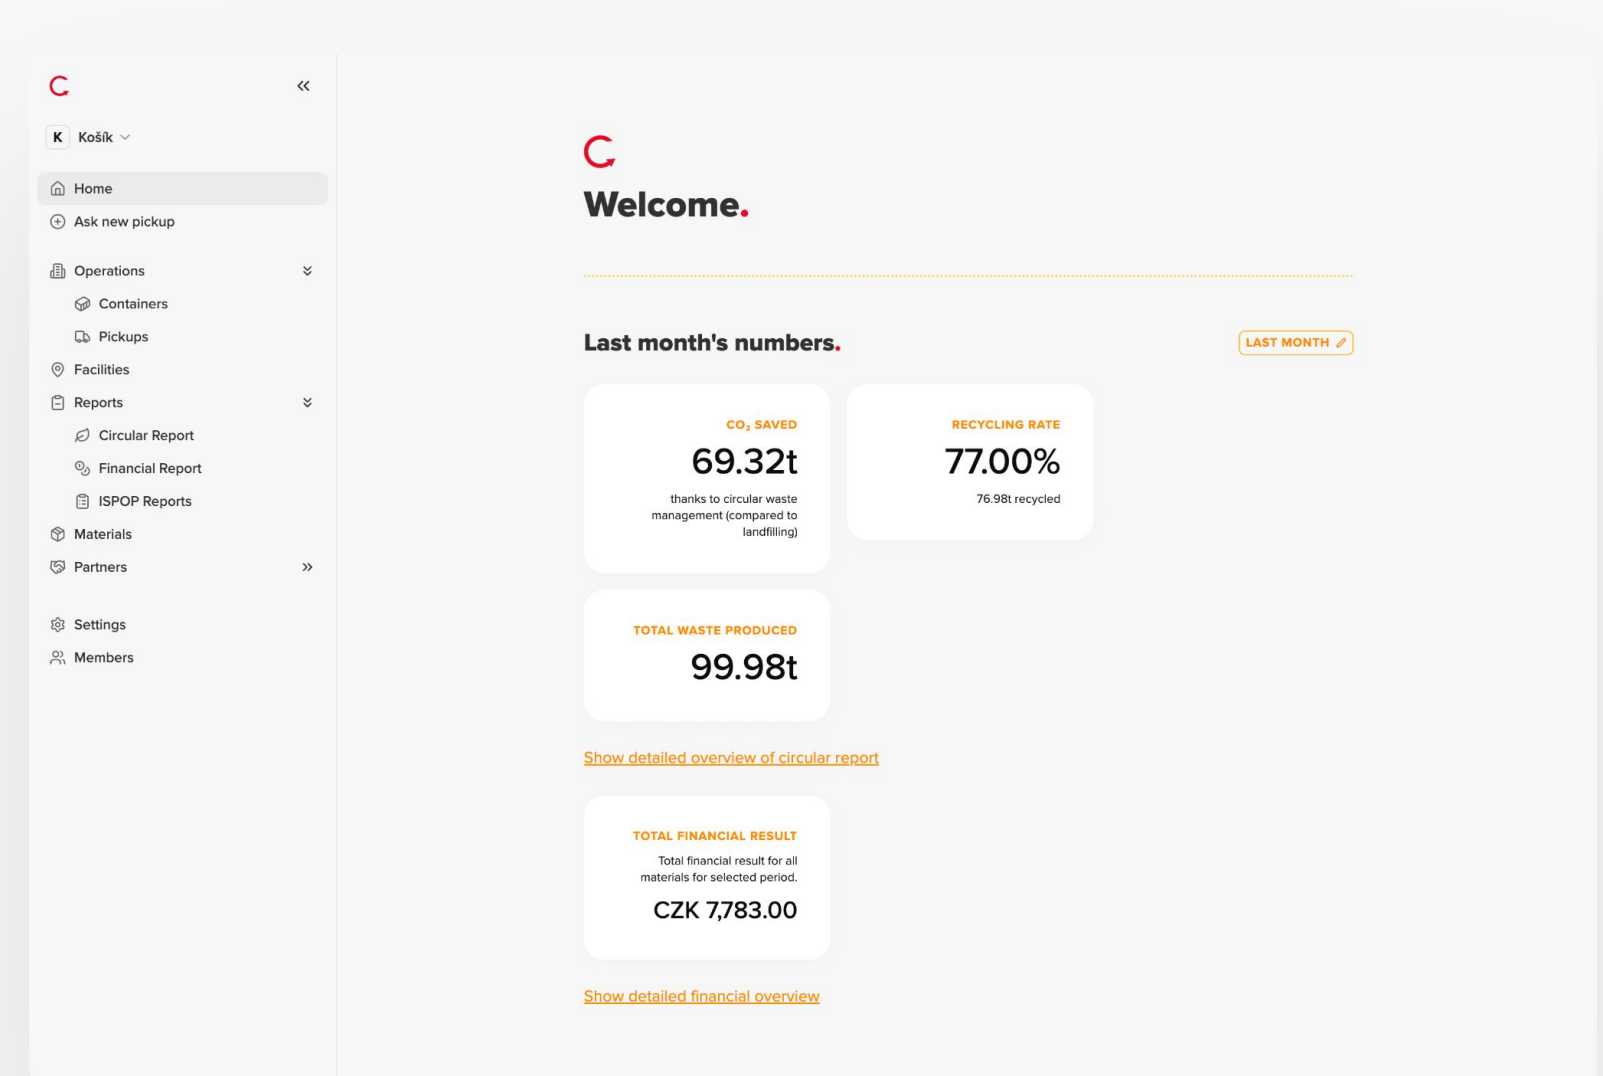 K Košík
Home
Ask new pickup
Operations
Containers
Pickups
Facilities
Reports
Circular Report
Financial Report
ISPOP Reports
Materials
Partners
Settings
Members
Welcome.
Last month's numbers.
LAST MONTH
CO₂ SAVED
69.32t
thanks to circular waste
management (compared to
landfilling)
RECYCLING RATE
77.00%
76.98t recycled
TOTAL WASTE PRODUCED
99.98t
Show detailed overview of circular report
TOTAL FINANCIAL RESULT
Total financial result for all
materials for selected period.
CZK 7,783.00
Show detailed financial overview